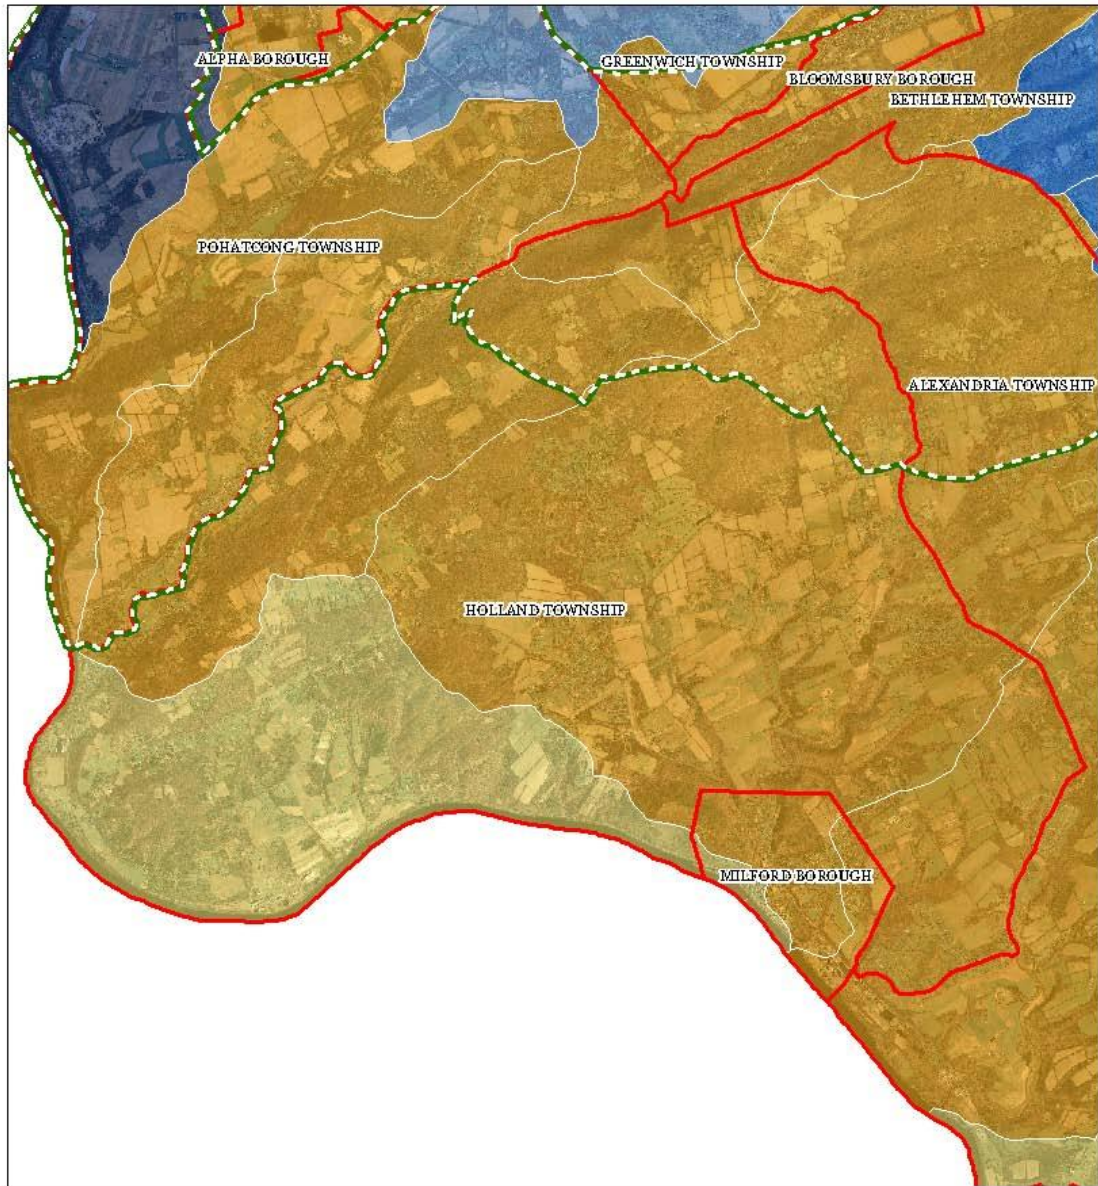 ALPHA BOROUGH
GREENWICH TOWNSHIP
BLOOMSBURY BOROUGH
BETHLEHEM TOWNSHIP
POHATCONG TOWNSHIP
ALEXANDRIA TOWNSHIP
HOLLAND TOWNSHIP
MILFORD BOROUGH